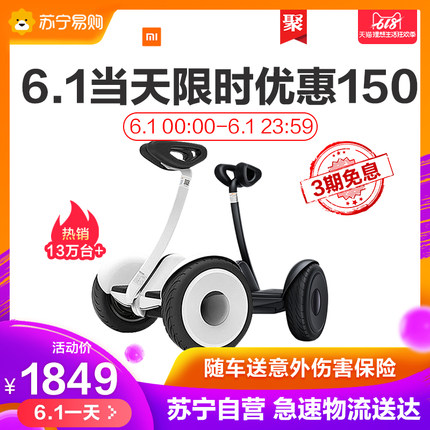 苏宁易购
MI
聚
618
天猫 理想生活狂欢季
6.1当天限时优惠150
6.1 00:00-6.1 23:59
3期免息
热销
13万台+
活动价
¥1849
6.1一天
随车送意外伤害保险
苏宁自营 急速物流送达